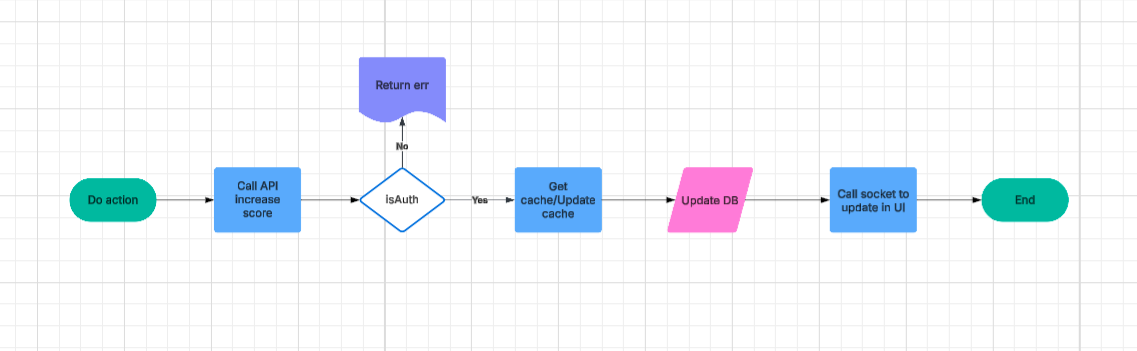 Return err
No
Do action
Call API
increase
score
isAuth
Yes
Get
cache/Update
cache
Update DB
Call socket to
update in UI
End